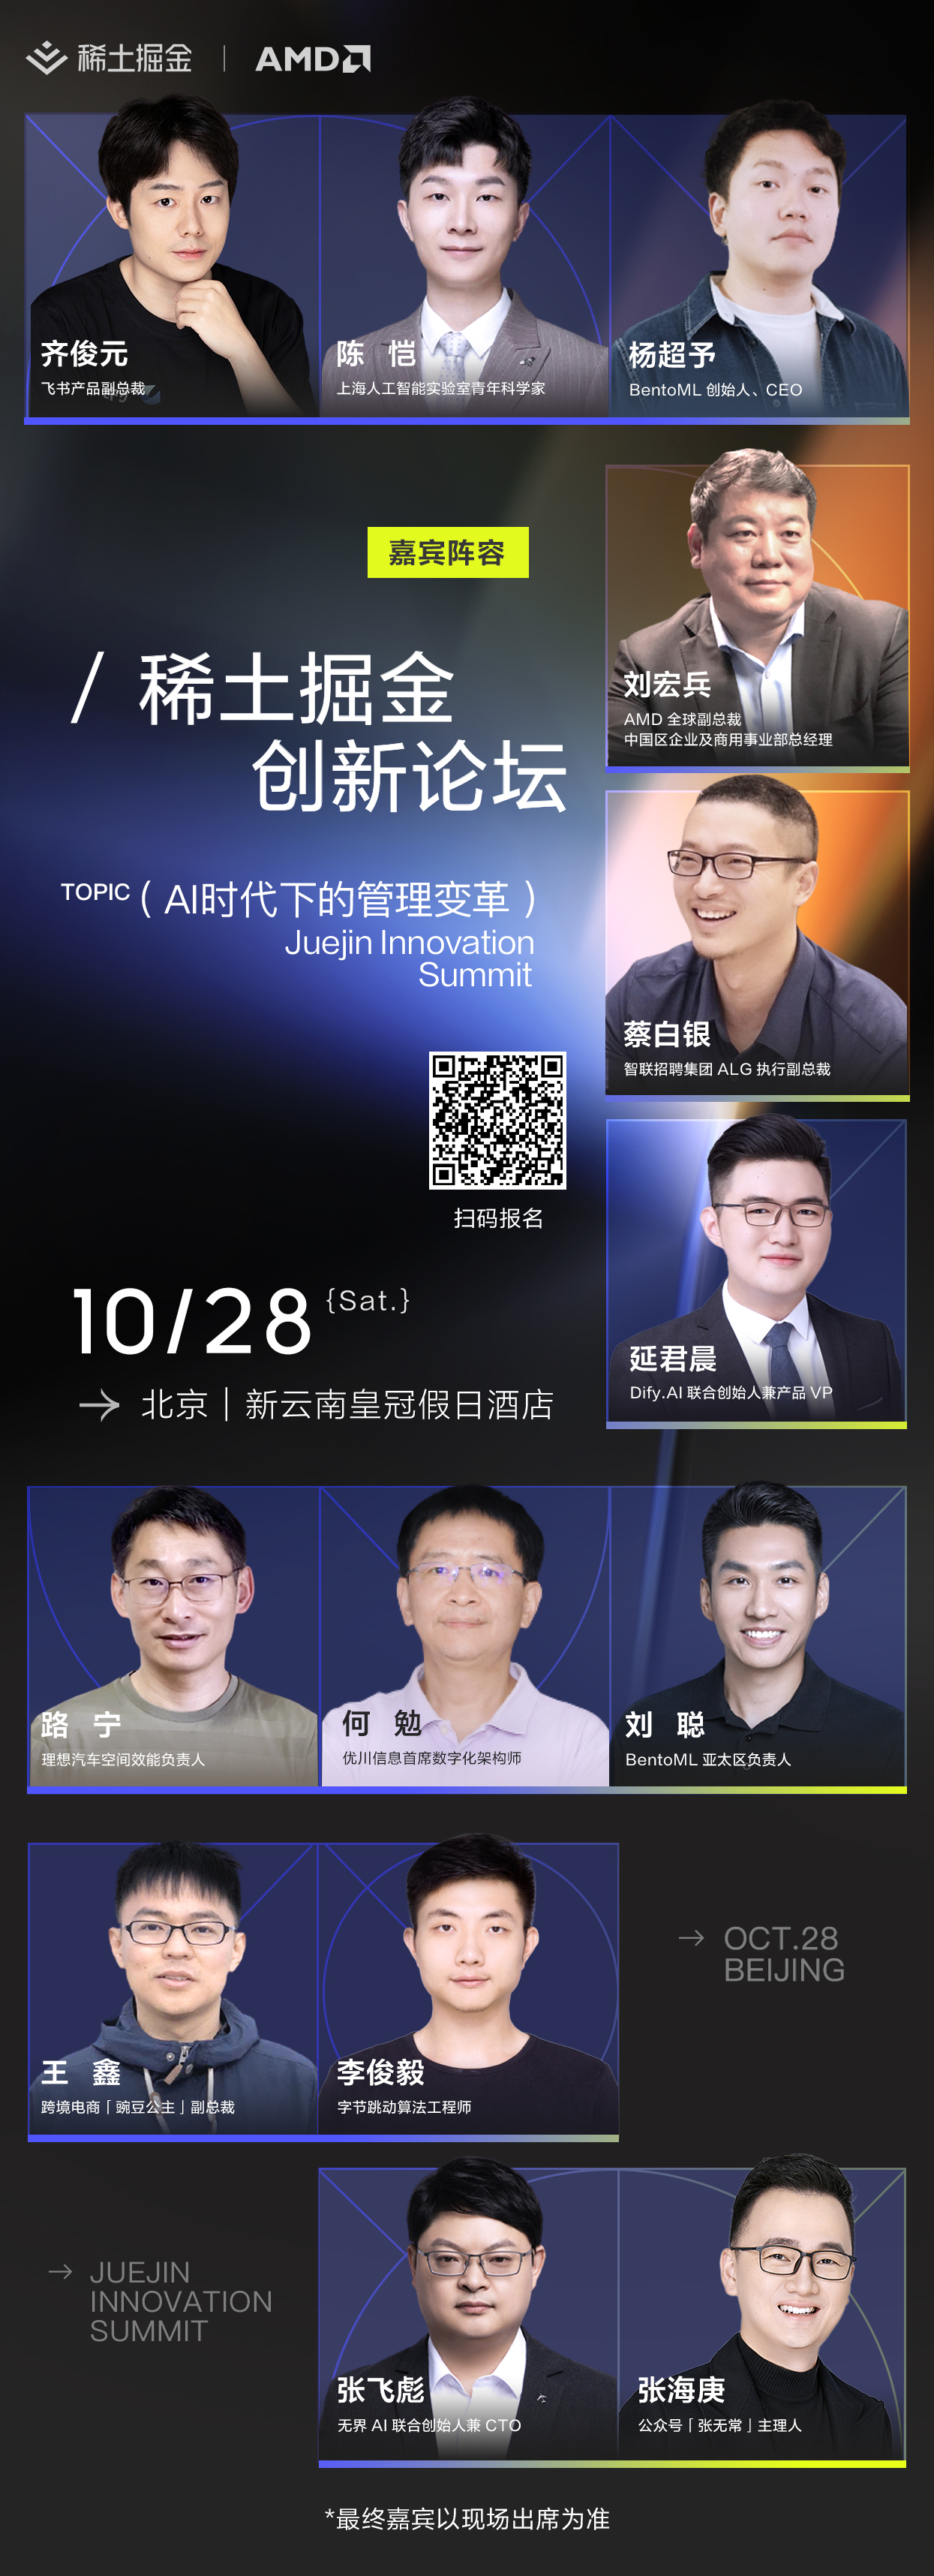 稀土掘金 | AMD
齐俊元
飞书产品副总裁
陈 恺
上海人工智能实验室青年科学家
杨超予
BentoML 创始人、CEO
嘉宾阵容
/ 稀土掘金
创新论坛
TOPIC（AI时代下的管理变革）
Juejin Innovation
Summit
扫码报名
10/28 {Sat.}
→ 北京｜新云南皇冠假日酒店
刘宏兵
AMD 全球副总裁
中国区企业及商用事业部总经理
蔡白银
智联招聘集团 ALG 执行副总裁
延君晨
Dify.AI 联合创始人兼产品 VP
路 宁
理想汽车空间效能负责人
何 勉
优川信息首席数字化架构师
刘 聪
BentoML 亚太区负责人
王 鑫
跨境电商「豌豆公主」副总裁
李俊毅
字节跳动算法工程师
→ OCT.28
BEIJING
→ JUEJIN
INNOVATION
SUMMIT
张飞彪
无界 AI 联合创始人兼 CTO
张海庚
公众号「张无常」主理人
*最终嘉宾以现场出席为准